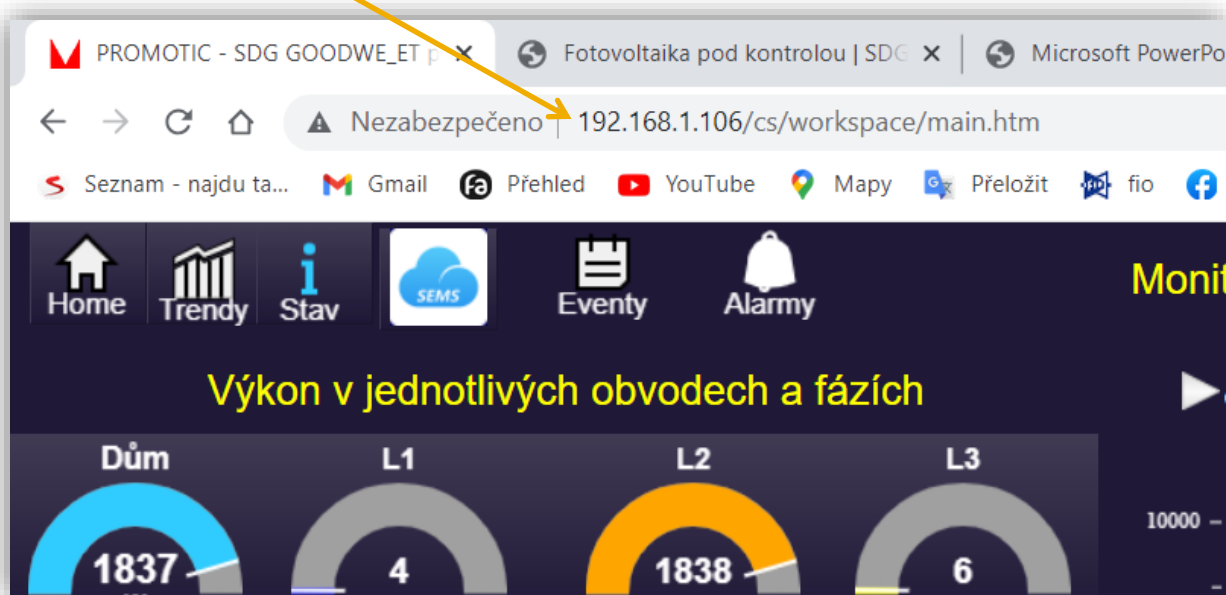 PROMOTIC - SDG GOODWE_ET p
Fotovoltaika pod kontrolou | SDG
Microsoft PowerPo
Nezabezpečeno
192.168.1.106/cs/workspace/main.htm
Seznam - najdu ta...
Gmail
Přehled
YouTube
Mapy
Přeložit
fio
Home
Trendy
Stav
SEMS
Eventy
Alarmy
Monit
Výkon v jednotlivých obvodech a fázích
Dům
L1
L2
L3
10000
1837
4
1838
6